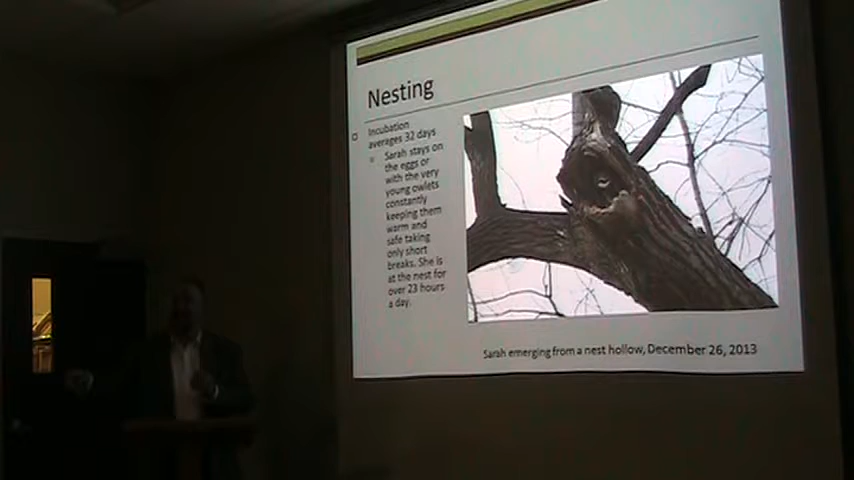 Nesting
Incubation
averages 32 days
Sarah stays on
the eggs or
with the very
young owlets
constantly
keeping them
warm and
safe taking
only short
breaks. She is
at the nest for
over 23 hours
a day.
Sarah emerging from a nest hollow, December 26, 2013